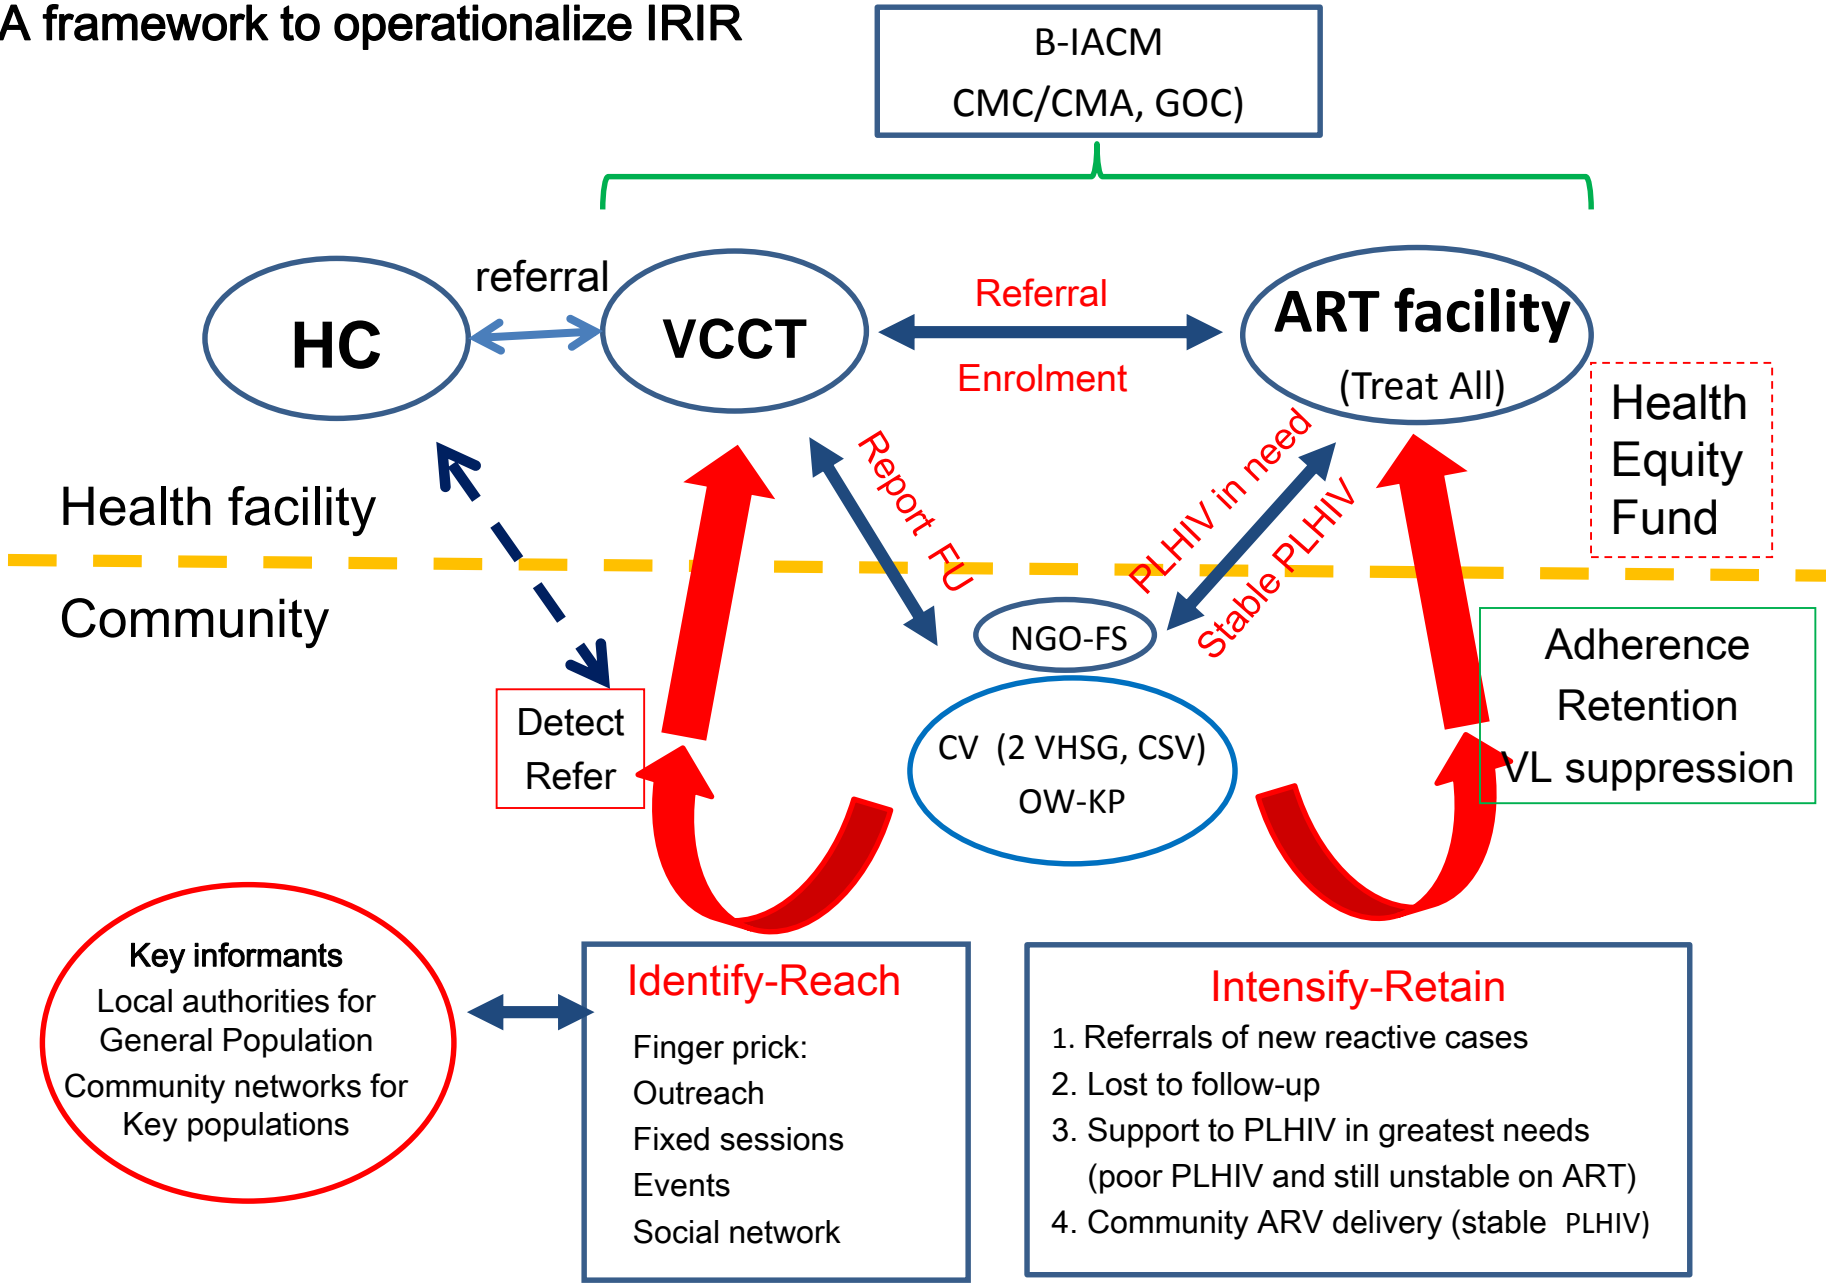 A framework to operationalize IRIR
B-IACM
CMC/CMA, GOC)
HC
referral
VCCT
Referral
Enrolment
ART facility
(Treat All)
Health
Equity
Fund
Health facility
Community
Report FU
PLHIV in need
Stable PLHIV
NGO-FS
CV (2 VHSG, CSV)
OW-KP
Detect
Refer
Adherence
Retention
VL suppression
Key informants
Local authorities for
General Population
Community networks for
Key populations
Identify-Reach
Finger prick:
Outreach
Fixed sessions
Events
Social network
Intensify-Retain
1. Referrals of new reactive cases
2. Lost to follow-up
3. Support to PLHIV in greatest needs
(poor PLHIV and still unstable on ART)
4. Community ARV delivery (stable PLHIV)